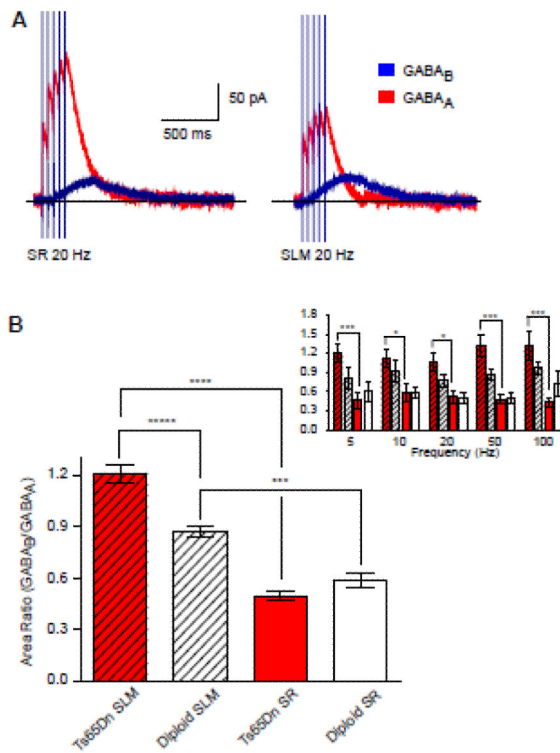 A
GABAB
GABAA
50 pA
500 ms
SR 20 Hz
SLM 20 Hz
B
1.8
1.5
1.2
0.9
0.6
0.3
***
*
*
***
***
5
10
20
50
100
Frequency (Hz)
****
*****
***
Area Ratio (GABAB/GABAA)
1.2
0.9
0.6
0.3
0.0
Ts65Dn SLM
Diploid SLM
Ts65Dn SR
Diploid SR